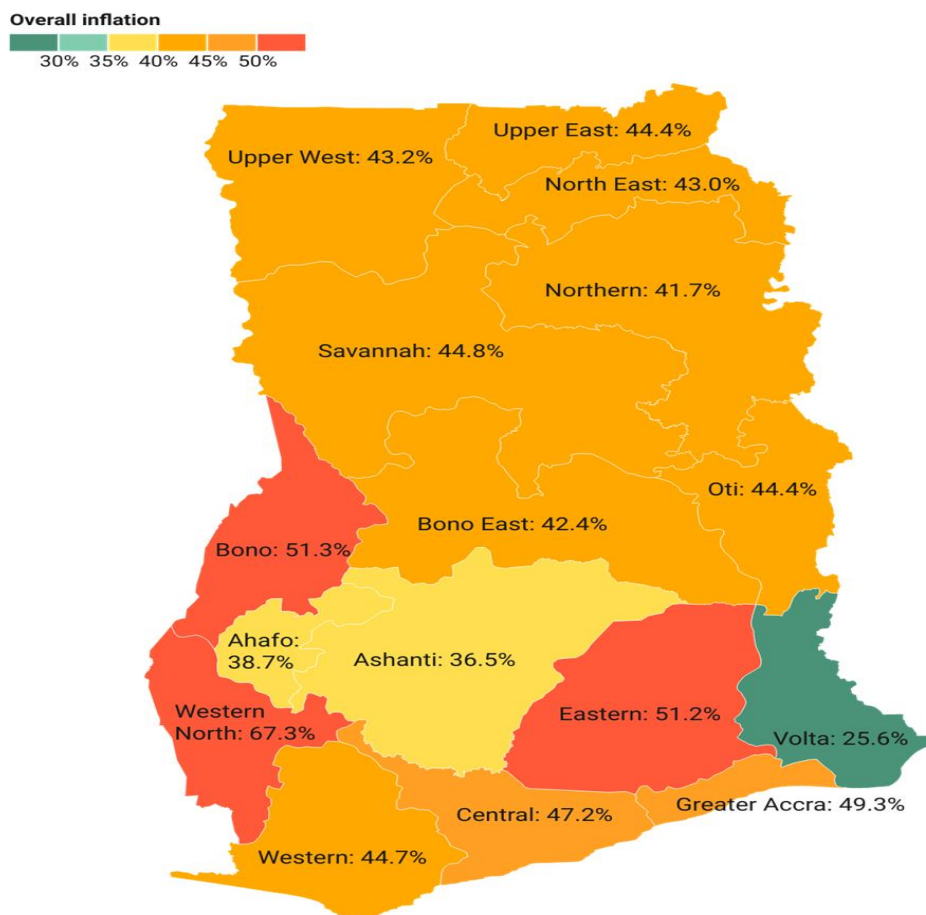 Overall inflation
30% 35% 40% 45% 50%
Upper East: 44.4%
Upper West: 43.2%
North East: 43.0%
Northern: 41.7%
Savannah: 44.8%
Oti: 44.4%
Bono East: 42.4%
Bono: 51.3%
Ahafo:
38.7%
Ashanti: 36.5%
Western
North: 67.3%
Eastern: 51.2%
Volta: 25.6%
Greater Accra: 49.3%
Central: 47.2%
Western: 44.7%